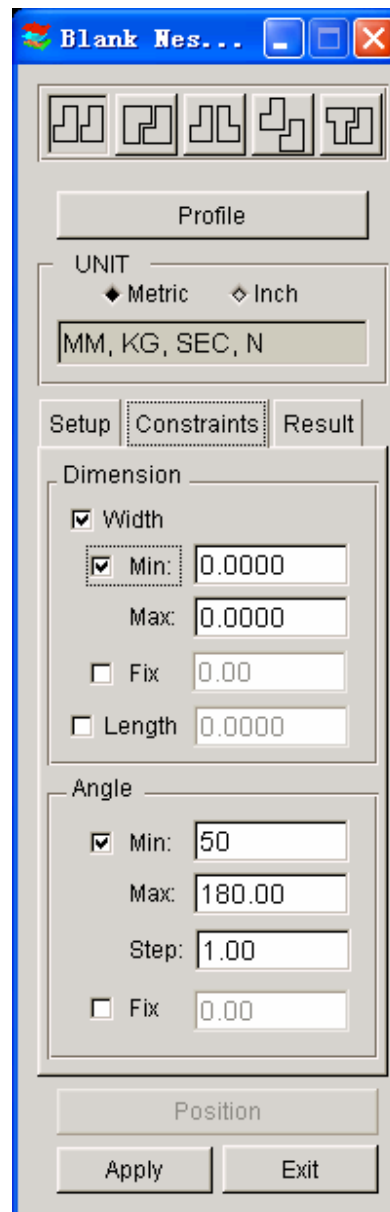 Blank Nes...
Profile
UNIT
Metric Inch
MM, KG, SEC, N
Setup Constraints Result
Dimension
Width
Min: 0.0000
Max: 0.0000
Fix 0.00
Length 0.0000
Angle
Min: 50
Max: 180.00
Step: 1.00
Fix 0.00
Position
Apply Exit